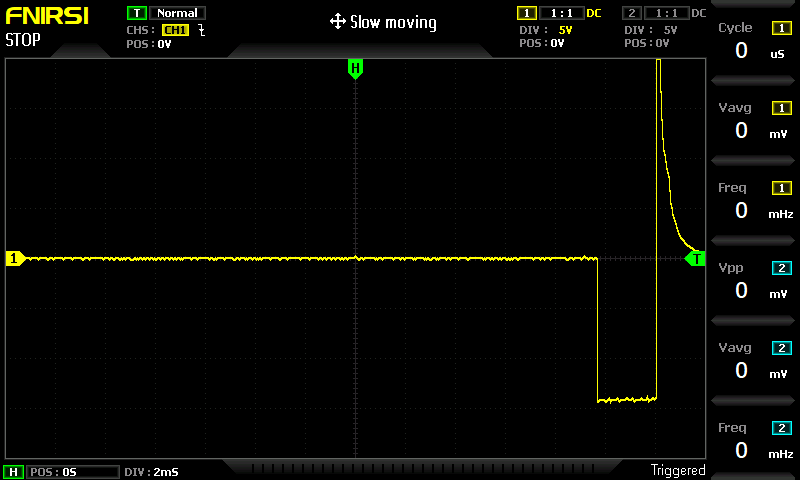 FNIRSI
STOP
T Normal
CHS: CH1
POS: 0V
Slow moving
1 1:1 DC
DIV: 5V
POS: 0V
2 1:1 DC
DIV: 5V
POS: 0V
H
1
T
Cycle 1
0 uS
Vavg 1
0 mV
Freq 1
0 mHz
Vpp 2
0 mV
Vavg 2
0 mV
Freq 2
0 mHz
H POS: 0S DIV: 2mS
Triggered